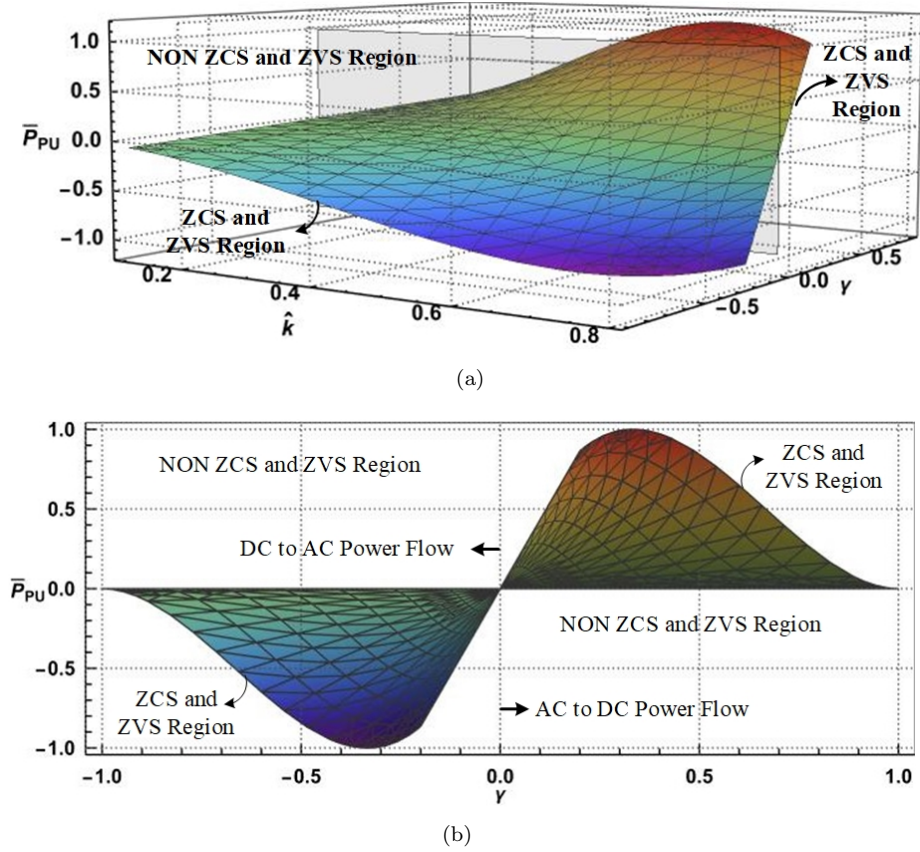 1.0
NON ZCS and ZVS Region
ZCS and
ZVS
Region
0.5
P̅PU
0.0
-0.5
ZCS and
ZVS Region
-1.0
0.2
0.4
0.6
0.8
k̂
-0.5
0.0
0.5
γ
(a)
1.0
NON ZCS and ZVS Region
ZCS and
ZVS Region
0.5
DC to AC Power Flow
P̅PU
0.0
NON ZCS and ZVS Region
-0.5
ZCS and
ZVS Region
AC to DC Power Flow
-1.0
-1.0 -0.5 0.0 0.5 1.0
γ
(b)